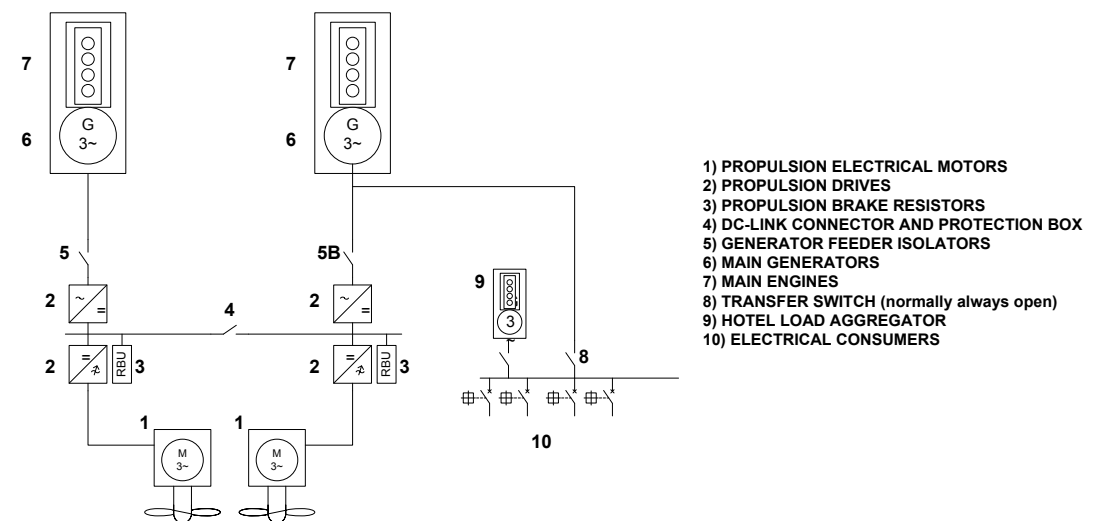 7
7
G
3~
G
3~
6
6
5
5B
9
2
~
=
2
~
=
4
3
~
8
2
=
RBU
3
2
=
RBU
3
1
1
M
3~
M
3~
10
1) PROPULSION ELECTRICAL MOTORS
2) PROPULSION DRIVES
3) PROPULSION BRAKE RESISTORS
4) DC-LINK CONNECTOR AND PROTECTION BOX
5) GENERATOR FEEDER ISOLATORS
6) MAIN GENERATORS
7) MAIN ENGINES
8) TRANSFER SWITCH (normally always open)
9) HOTEL LOAD AGGREGATOR
10) ELECTRICAL CONSUMERS